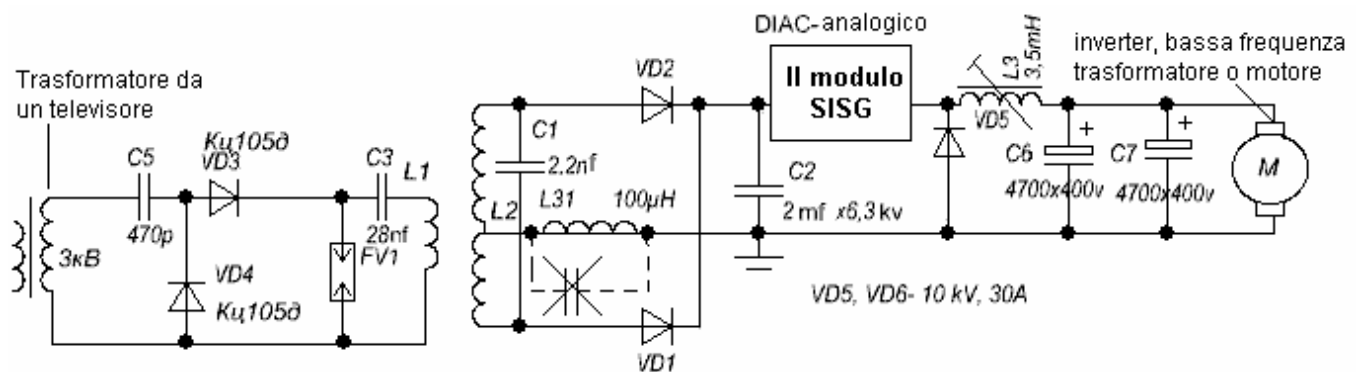 DIAC-analogico
Il modulo
SISG
L3
3,5mH
inverter, bassa frequenza
trasformatore o motore
Trasformatore da
un televisore
VD2
Кц105д
VD3
C5
470p
C3
28nf
L1
C1
2,2nf
L31
100µH
L2
C2
2 mf x6,3 kv
VD5
C6
4700x400v
+
C7
4700x400v
+
M
3кВ
VD4
Кц105д
FV1
VD1
VD5, VD6- 10 kV, 30A